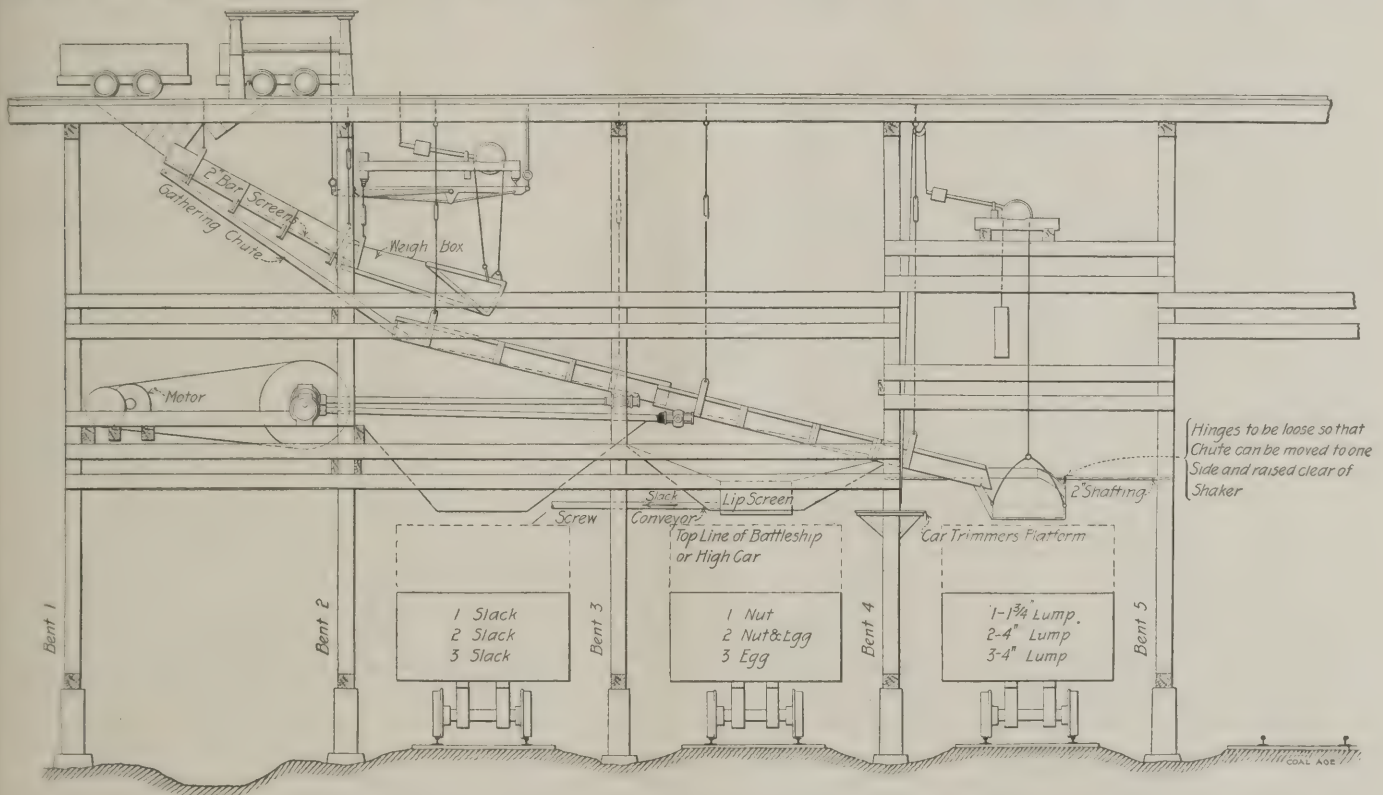 2" Bar Screens
Gathering Chute
Weigh Box
Motor
Hinges to be loose so that
Chute can be moved to one
Side and raised clear of
Shaker
2" Shafting
Slack
Lip Screen
Screw Conveyor
Top Line of Battleship
or High Car
Car Trimmers Platform
Bent 1
Bent 2
Bent 3
Bent 4
Bent 5
1 Slack
2 Slack
3 Slack
1 Nut
2 Nut & Egg
3 Egg
1-1¾" Lump.
2-4" Lump
3-4" Lump
COAL AGE